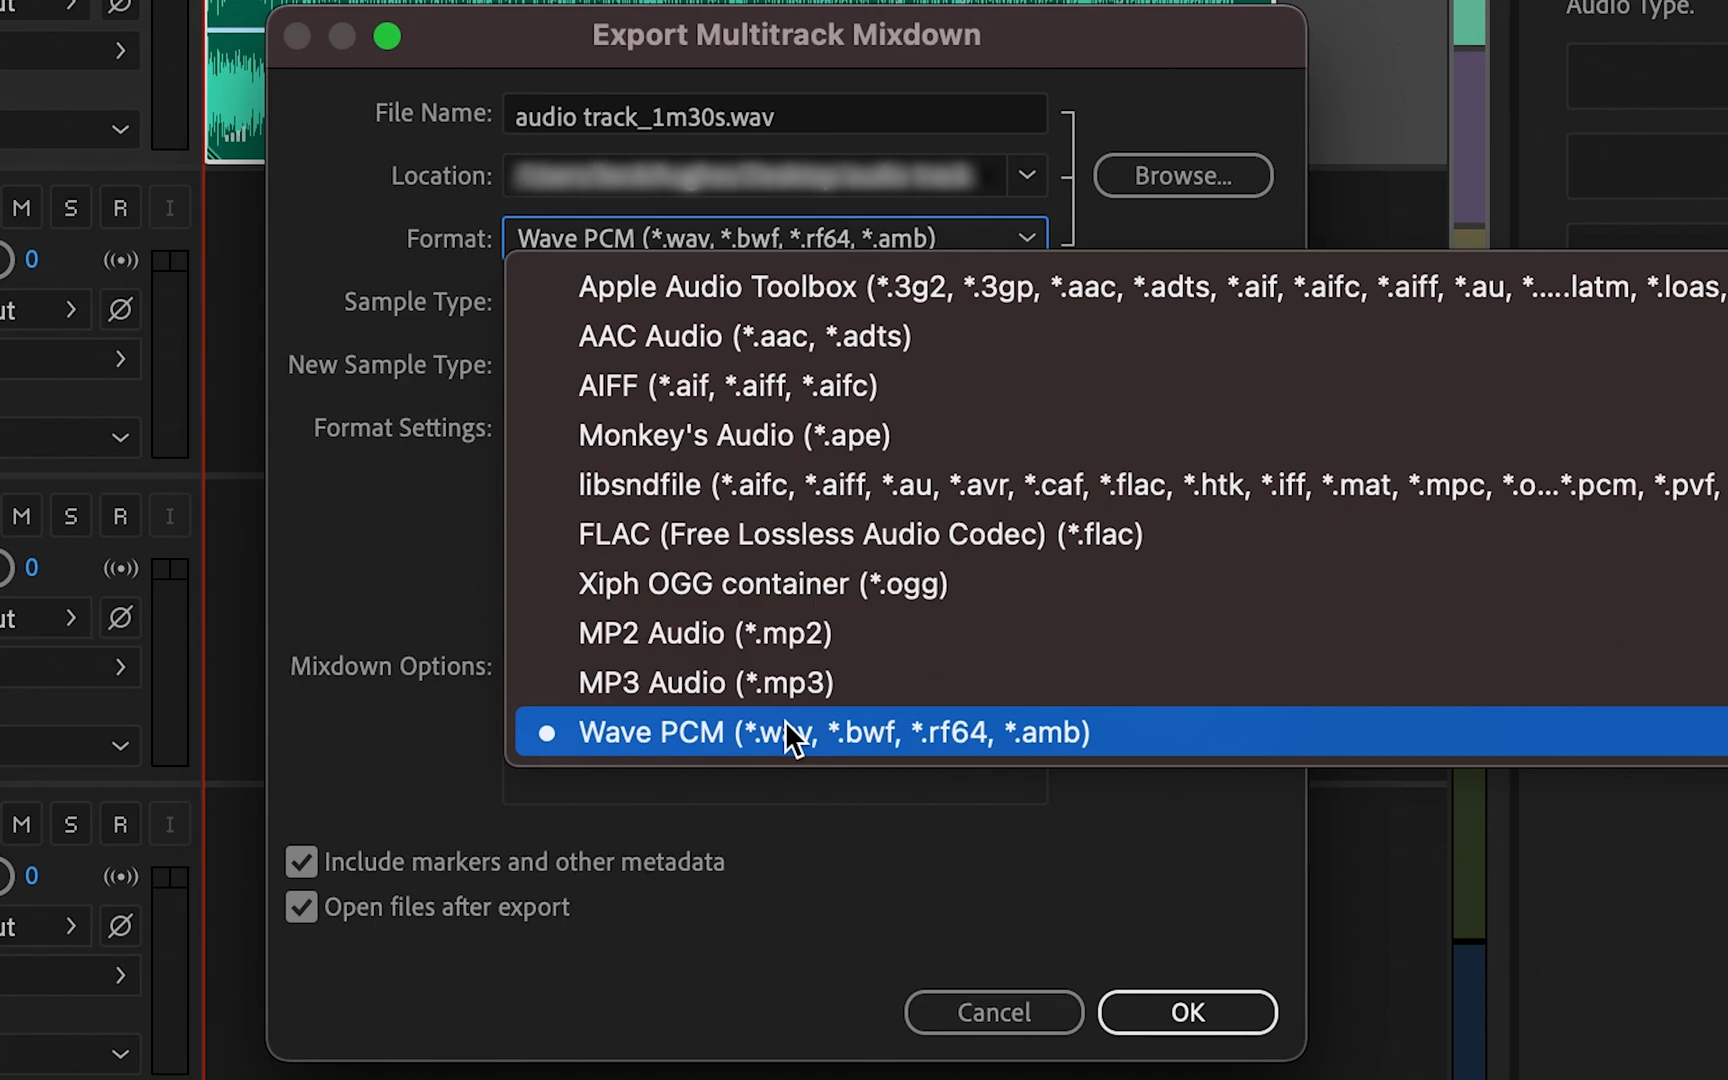 Audio Type.
Export Multitrack Mixdown
File Name: audio track_1m30s.wav
Location:
Browse...
Format: Wave PCM (*.wav, *.bwf, *.rf64, *.amb)
Apple Audio Toolbox (*.3g2, *.3gp, *.aac, *.adts, *.aif, *.aifc, *.aiff, *.au, *.....latm, *.loas,
Sample Type:
AAC Audio (*.aac, *.adts)
New Sample Type:
AIFF (*.aif, *.aiff, *.aifc)
Format Settings:
Monkey's Audio (*.ape)
libsndfile (*.aifc, *.aiff, *.au, *.avr, *.caf, *.flac, *.htk, *.iff, *.mat, *.mpc, *.o...*.pcm, *.pvf,
FLAC (Free Lossless Audio Codec) (*.flac)
Xiph OGG container (*.ogg)
MP2 Audio (*.mp2)
Mixdown Options:
MP3 Audio (*.mp3)
Wave PCM (*.wav, *.bwf, *.rf64, *.amb)
Include markers and other metadata
Open files after export
Cancel
OK
ut
M S R I
0
ut
M S R I
0
ut
M S R I
0
ut